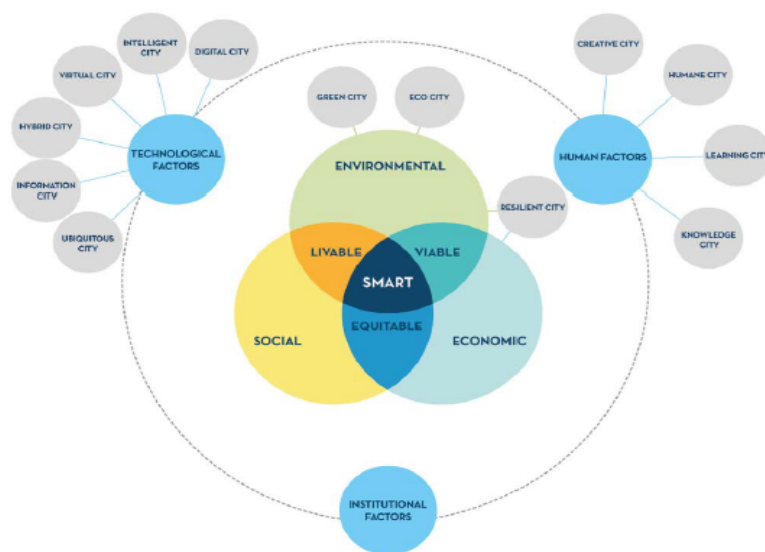 INTELLIGENT
CITY
DIGITAL CITY
VIRTUAL CITY
HYBRID CITY
INFORMATION
CITY
UBIQUITOUS
CITY
TECHNOLOGICAL
FACTORS
GREEN CITY
ECO CITY
RESILIENT CITY
CREATIVE CITY
HUMANE CITY
LEARNING CITY
KNOWLEDGE
CITY
HUMAN FACTORS
ENVIRONMENTAL
LIVABLE
VIABLE
SMART
EQUITABLE
SOCIAL
ECONOMIC
INSTITUTIONAL
FACTORS